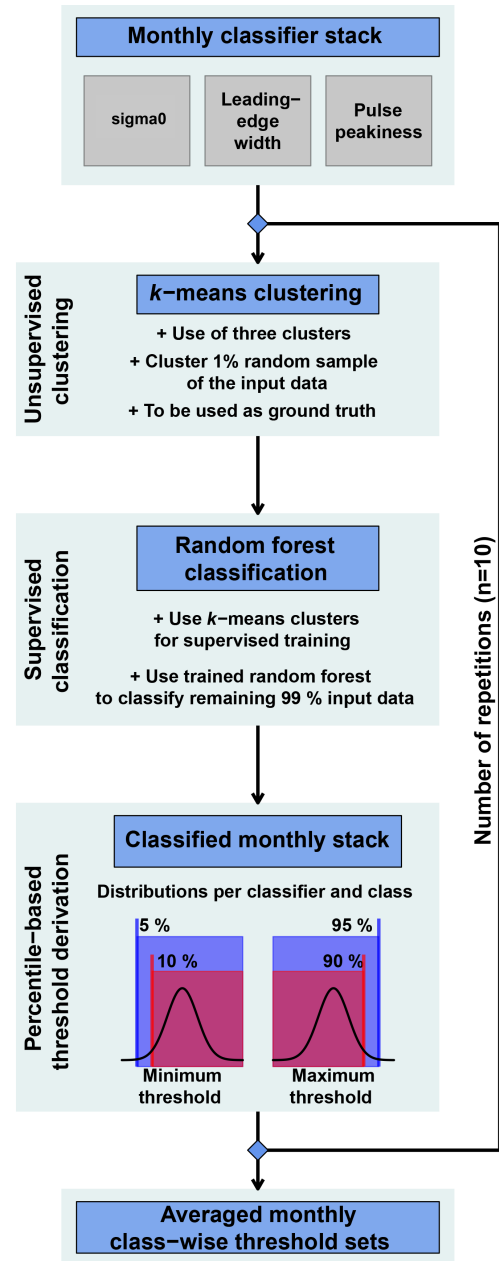 Monthly classifier stack
sigma0
Leading−
edge
width
Pulse
peakiness
Unsupervised
clustering
k−means clustering
+ Use of three clusters
+ Cluster 1% random sample
of the input data
+ To be used as ground truth
Supervised
classification
Random forest
classification
+ Use k−means clusters
for supervised training
+ Use trained random forest
to classify remaining 99 % input data
Number of repetitions (n=10)
Percentile−based
threshold derivation
Classified monthly stack
Distributions per classifier and class
5 %
95 %
10 %
90 %
Minimum
threshold
Maximum
threshold
Averaged monthly
class−wise threshold sets